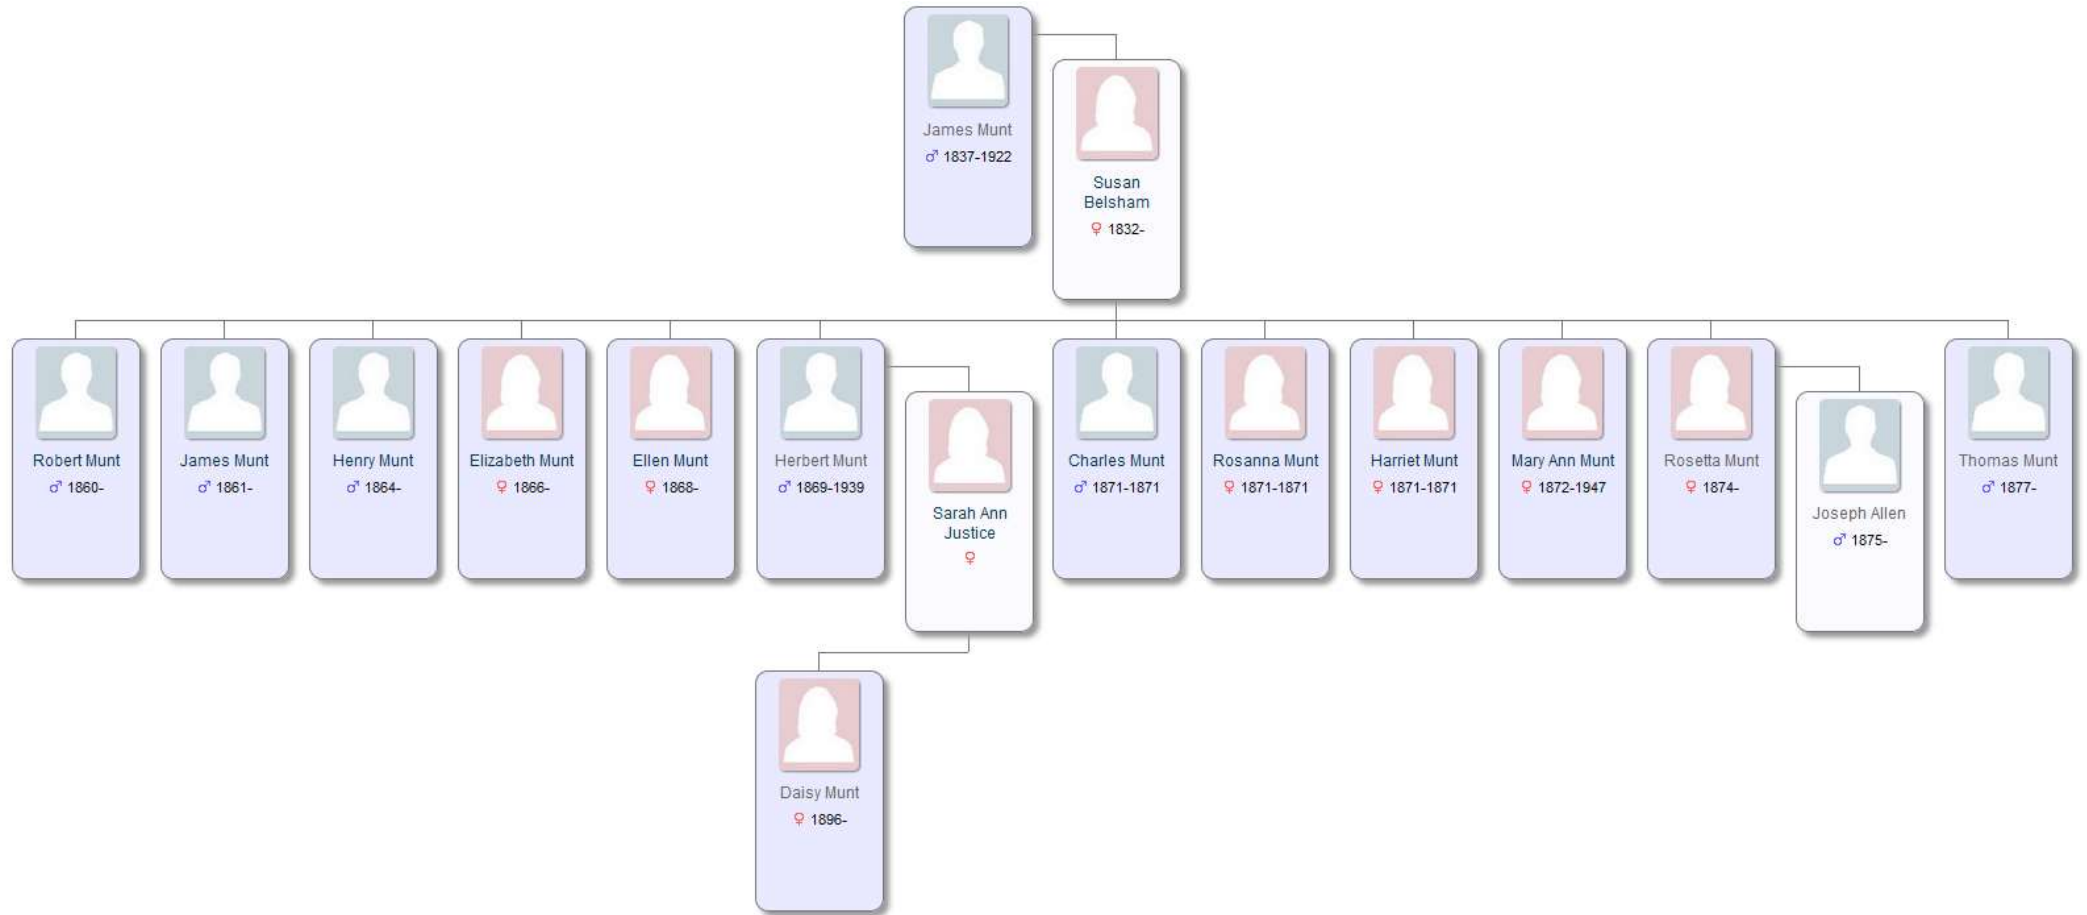 James Munt
♂ 1837-1922
Susan
Belsham
♀ 1832-
Robert Munt
♂ 1860-
James Munt
♂ 1861-
Henry Munt
♂ 1864-
Elizabeth Munt
♀ 1866-
Ellen Munt
♀ 1868-
Herbert Munt
♂ 1869-1939
Sarah Ann
Justice
♀
Charles Munt
♂ 1871-1871
Rosanna Munt
♀ 1871-1871
Harriet Munt
♀ 1871-1871
Mary Ann Munt
♀ 1872-1947
Rosetta Munt
♀ 1874-
Joseph Allen
♂ 1875-
Thomas Munt
♂ 1877-
Daisy Munt
♀ 1896-